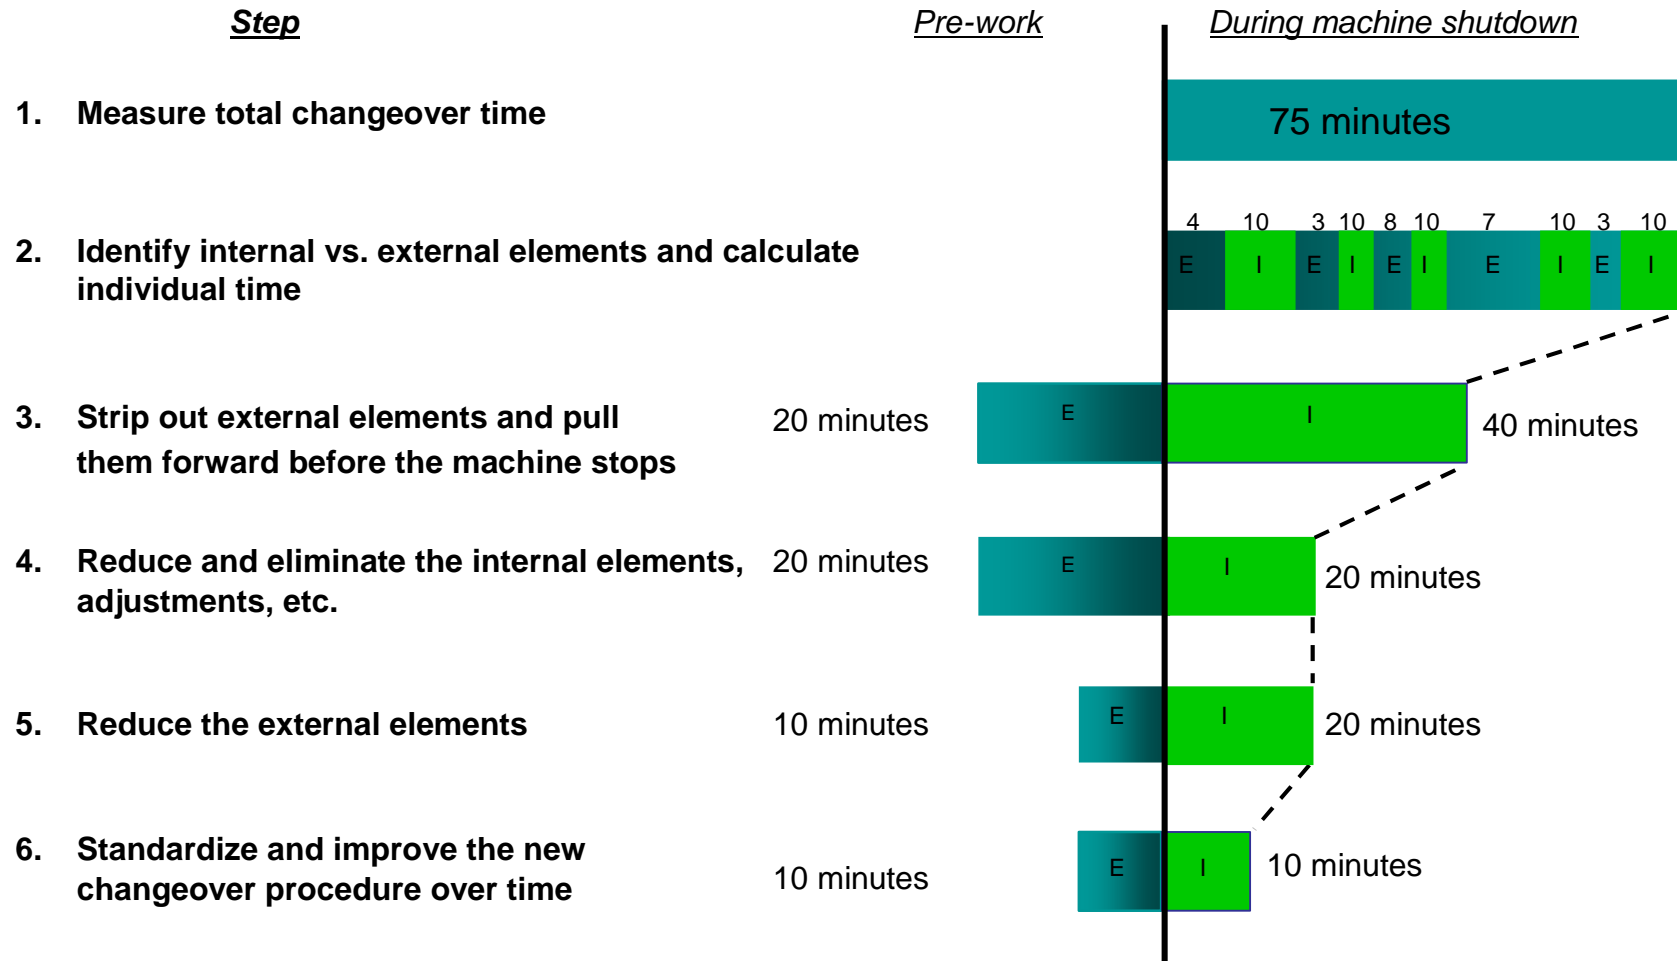 Step Pre-work During machine shutdown
1. Measure total changeover time 75 minutes
4 10 3 10 8 10 7 10 3 10
2. Identify internal vs. external elements and calculate
individual time
E I E I E I E I E I
3. Strip out external elements and pull
them forward before the machine stops
20 minutes E I 40 minutes
4. Reduce and eliminate the internal elements,
adjustments, etc.
20 minutes E I 20 minutes
5. Reduce the external elements 10 minutes E I 20 minutes
6. Standardize and improve the new
changeover procedure over time
10 minutes E I 10 minutes